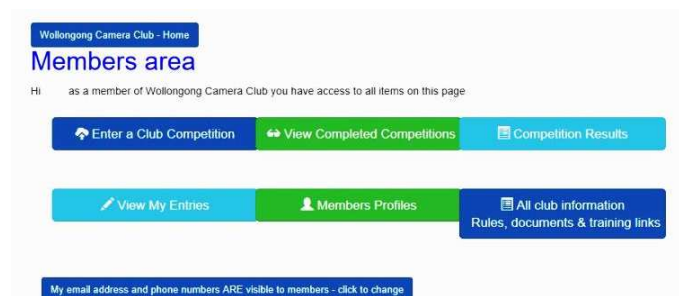 Wollongong Camera Club - Home
Members area
Hi as a member of Wollongong Camera Club you have access to all items on this page
Enter a Club Competition
View Completed Competitions
Competition Results
View My Entries
Members Profiles
All club information
Rules, documents & training links
My email address and phone numbers ARE visible to members - click to change